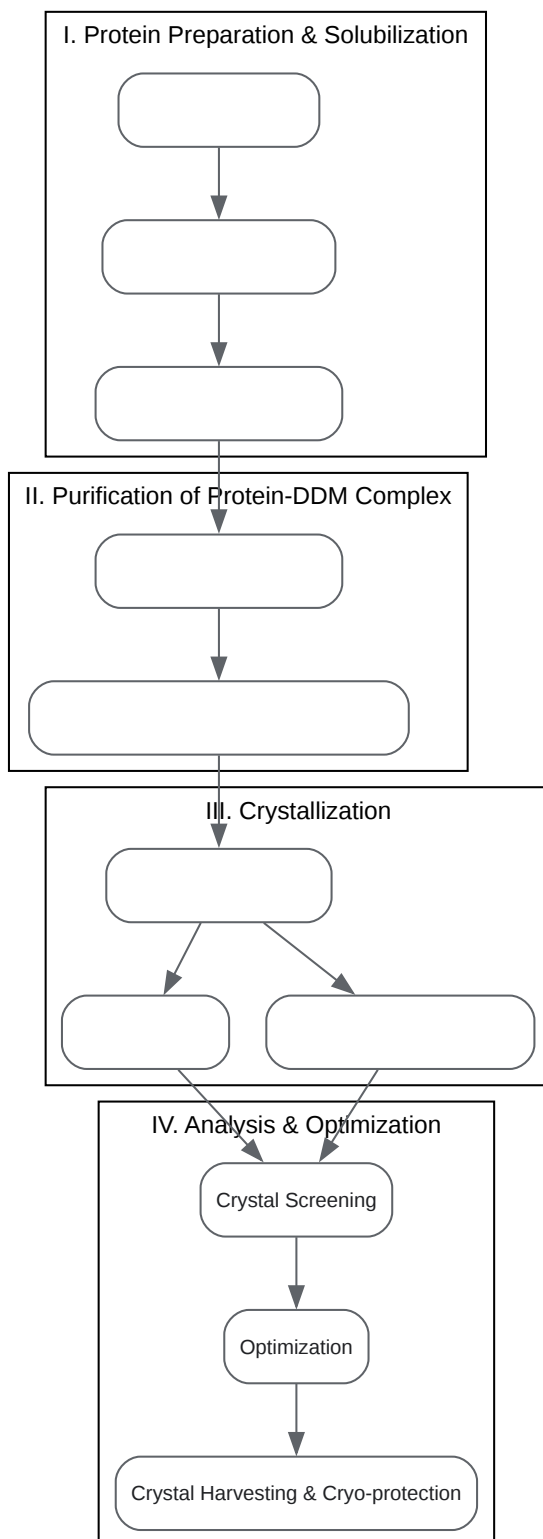 I. Protein Preparation & Solubilization
II. Purification of Protein-DDM Complex
III. Crystallization
IV. Analysis & Optimization
Crystal Screening
Optimization
Crystal Harvesting & Cryo-protection